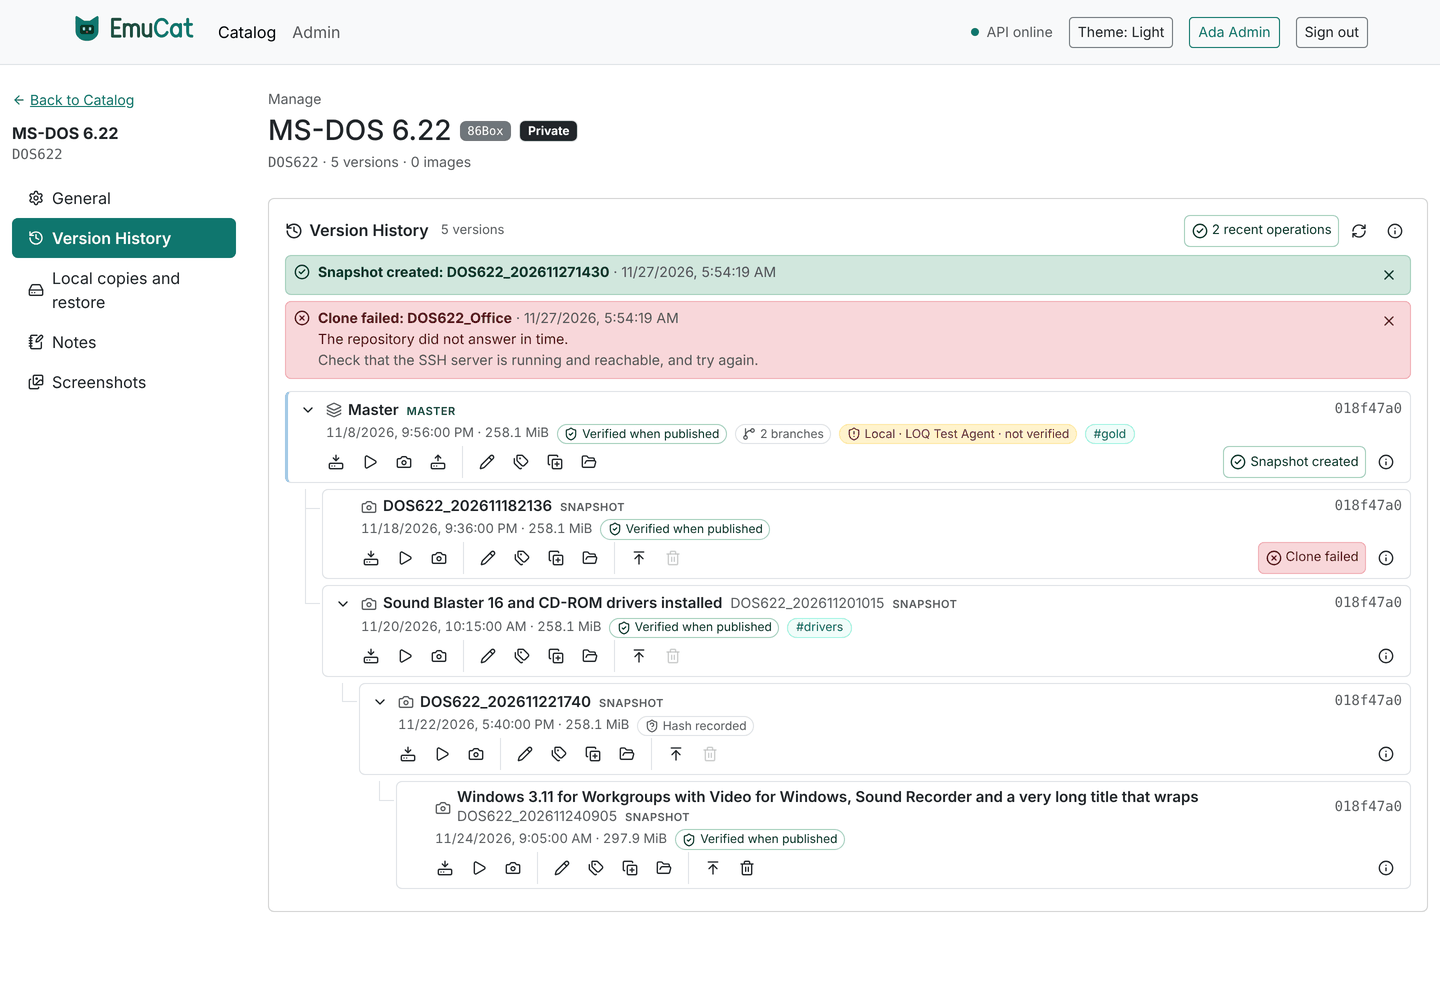 EmuCat
Catalog
Admin
API online
Theme: Light
Ada Admin
Sign out
Back to Catalog
MS-DOS 6.22
DOS622
General
Version History
Local copies and
restore
Notes
Screenshots
Manage
MS-DOS 6.22 86Box Private
DOS622 · 5 versions · 0 images
Version History 5 versions
2 recent operations
Snapshot created: DOS622_202611271430 · 11/27/2026, 5:54:19 AM
Clone failed: DOS622_Office · 11/27/2026, 5:54:19 AM
The repository did not answer in time.
Check that the SSH server is running and reachable, and try again.
Master MASTER 018f47a0
11/8/2026, 9:56:00 PM · 258.1 MiB Verified when published 2 branches Local · LOQ Test Agent · not verified #gold
Snapshot created
DOS622_202611182136 SNAPSHOT 018f47a0
11/18/2026, 9:36:00 PM · 258.1 MiB Verified when published
Clone failed
Sound Blaster 16 and CD-ROM drivers installed DOS622_202611201015 SNAPSHOT 018f47a0
11/20/2026, 10:15:00 AM · 258.1 MiB Verified when published #drivers
DOS622_202611221740 SNAPSHOT 018f47a0
11/22/2026, 5:40:00 PM · 258.1 MiB Hash recorded
Windows 3.11 for Workgroups with Video for Windows, Sound Recorder and a very long title that wraps
DOS622_202611240905 SNAPSHOT 018f47a0
11/24/2026, 9:05:00 AM · 297.9 MiB Verified when published